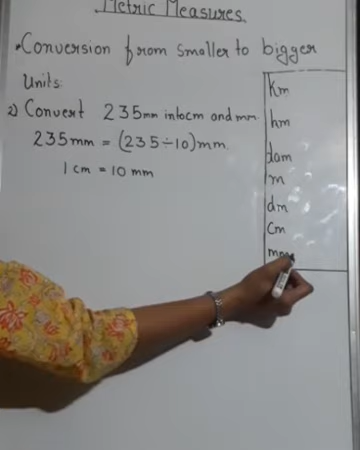 Metric Measures
Conversion from smaller to bigger
Units:
2) Convert 235mm into cm and mm.
235mm = (235÷10)mm.
1 cm = 10 mm
Km
hm
dam
m
dm
Cm
mm